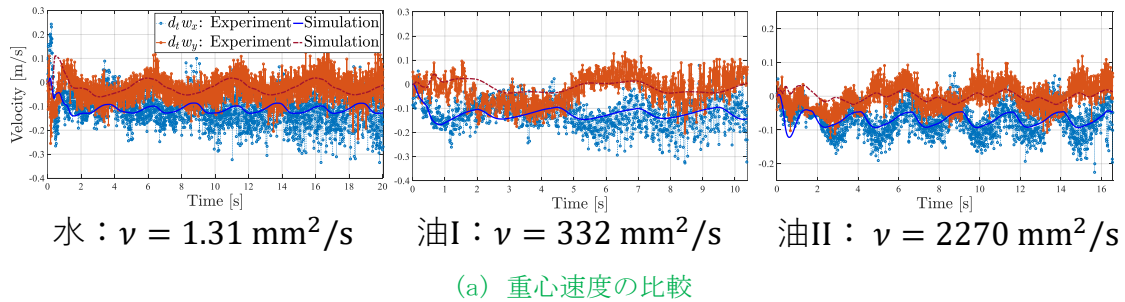 d_t w_x: Experiment — Simulation
d_t w_y: Experiment --- Simulation
Velocity [m/s]
0.3
0.2
0.1
0
-0.1
-0.2
-0.3
-0.4
0 2 4 6 8 10 12 14 16 18 20
Time [s]
水：ν = 1.31 mm²/s
0.3
0.2
0.1
0
-0.1
-0.2
-0.3
-0.4
0 1 2 3 4 5 6 7 8 9 10
Time [s]
油I：ν = 332 mm²/s
0.2
0.1
0
-0.1
-0.2
0 2 4 6 8 10 12 14 16
Time [s]
油II： ν = 2270 mm²/s
(a) 重心速度の比較